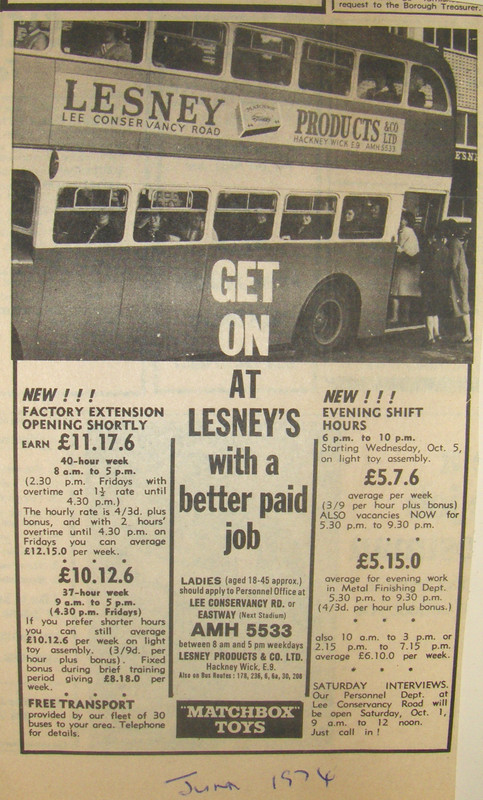 request to the Borough Treasurer.
LESNEY
LEE CONSERVANCY ROAD
MATCHBOX
PRODUCTS & CO LTD
HACKNEY WICK E.9. AMH 5533
GET
ON
AT
LESNEY'S
with a
better paid
job
NEW ! ! !
FACTORY EXTENSION
OPENING SHORTLY
EARN £11.17.6
40-hour week
8 a.m. to 5 p.m.
(2.30 p.m. Fridays with
overtime at 1½ rate until
4.30 p.m.)
The hourly rate is 4/3d. plus
bonus, and with 2 hours'
overtime until 4.30 p.m. on
Fridays you can average
£12.15.0 per week.
* * *
£10.12.6
37-hour week
9 a.m. to 5 p.m.
(4.30 p.m. Fridays)
If you prefer shorter hours
you can still average
£10.12.6 per week on light
toy assembly. (3/9d. per
hour plus bonus). Fixed
bonus during brief training
period giving £8.18.0 per
week.
* * *
FREE TRANSPORT
provided by our fleet of 30
buses to your area. Telephone
for details.
LADIES (aged 18-45 approx.)
should apply to Personnel Office at
LEE CONSERVANCY RD. or
EASTWAY (Next Stadium)
AMH 5533
between 8 am and 5 pm weekdays
LESNEY PRODUCTS & CO. LTD.
Hackney Wick, E.9.
Also on Bus Routes : 178, 236, 6, 6a, 30, 208
"MATCHBOX"
TOYS
NEW ! ! !
EVENING SHIFT
HOURS
6 p.m. to 10 p.m.
Starting Wednesday, Oct. 5,
on light toy assembly.
£5.7.6
average per week
(3/9 per hour plus bonus)
ALSO vacancies NOW for
5.30 p.m. to 9.30 p.m.
* * *
£5.15.0
average for evening work
in Metal Finishing Dept.
5.30 p.m. to 9.30 p.m.
(4/3d. per hour plus bonus.)
* * *
also 10 a.m. to 3 p.m. or
2.15 p.m. to 7.15 p.m.
average £6.10.0 per week.
* * *
SATURDAY INTERVIEWS.
Our Personnel Dept. at
Lee Conservancy Road will
be open Saturday, Oct. 1,
9 a.m. to 12 noon.
Just call in !
1974